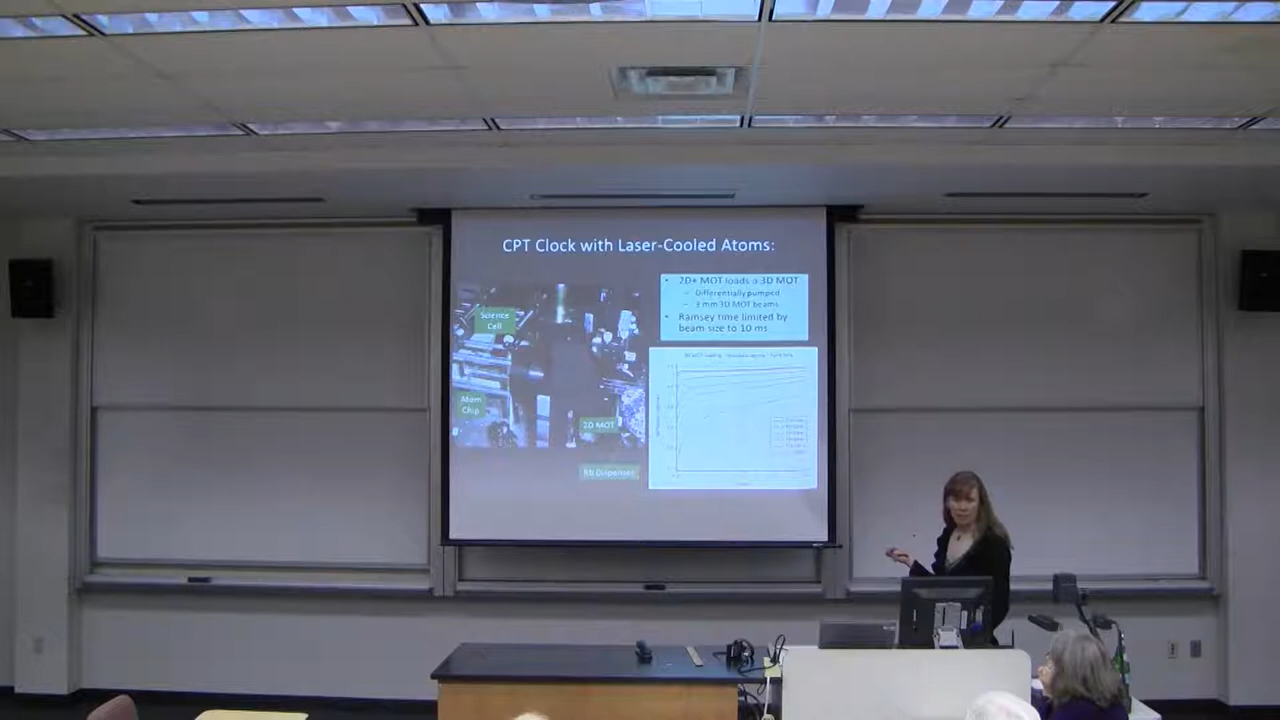 CPT Clock with Laser-Cooled Atoms:
• 2D+ MOT loads a 3D MOT
– Differentially pumped
– 3 mm 3D MOT beams
• Ramsey time limited by
beam size to 10 ms
Science
Cell
Atom
Chip
2D MOT
Rb Dispenser